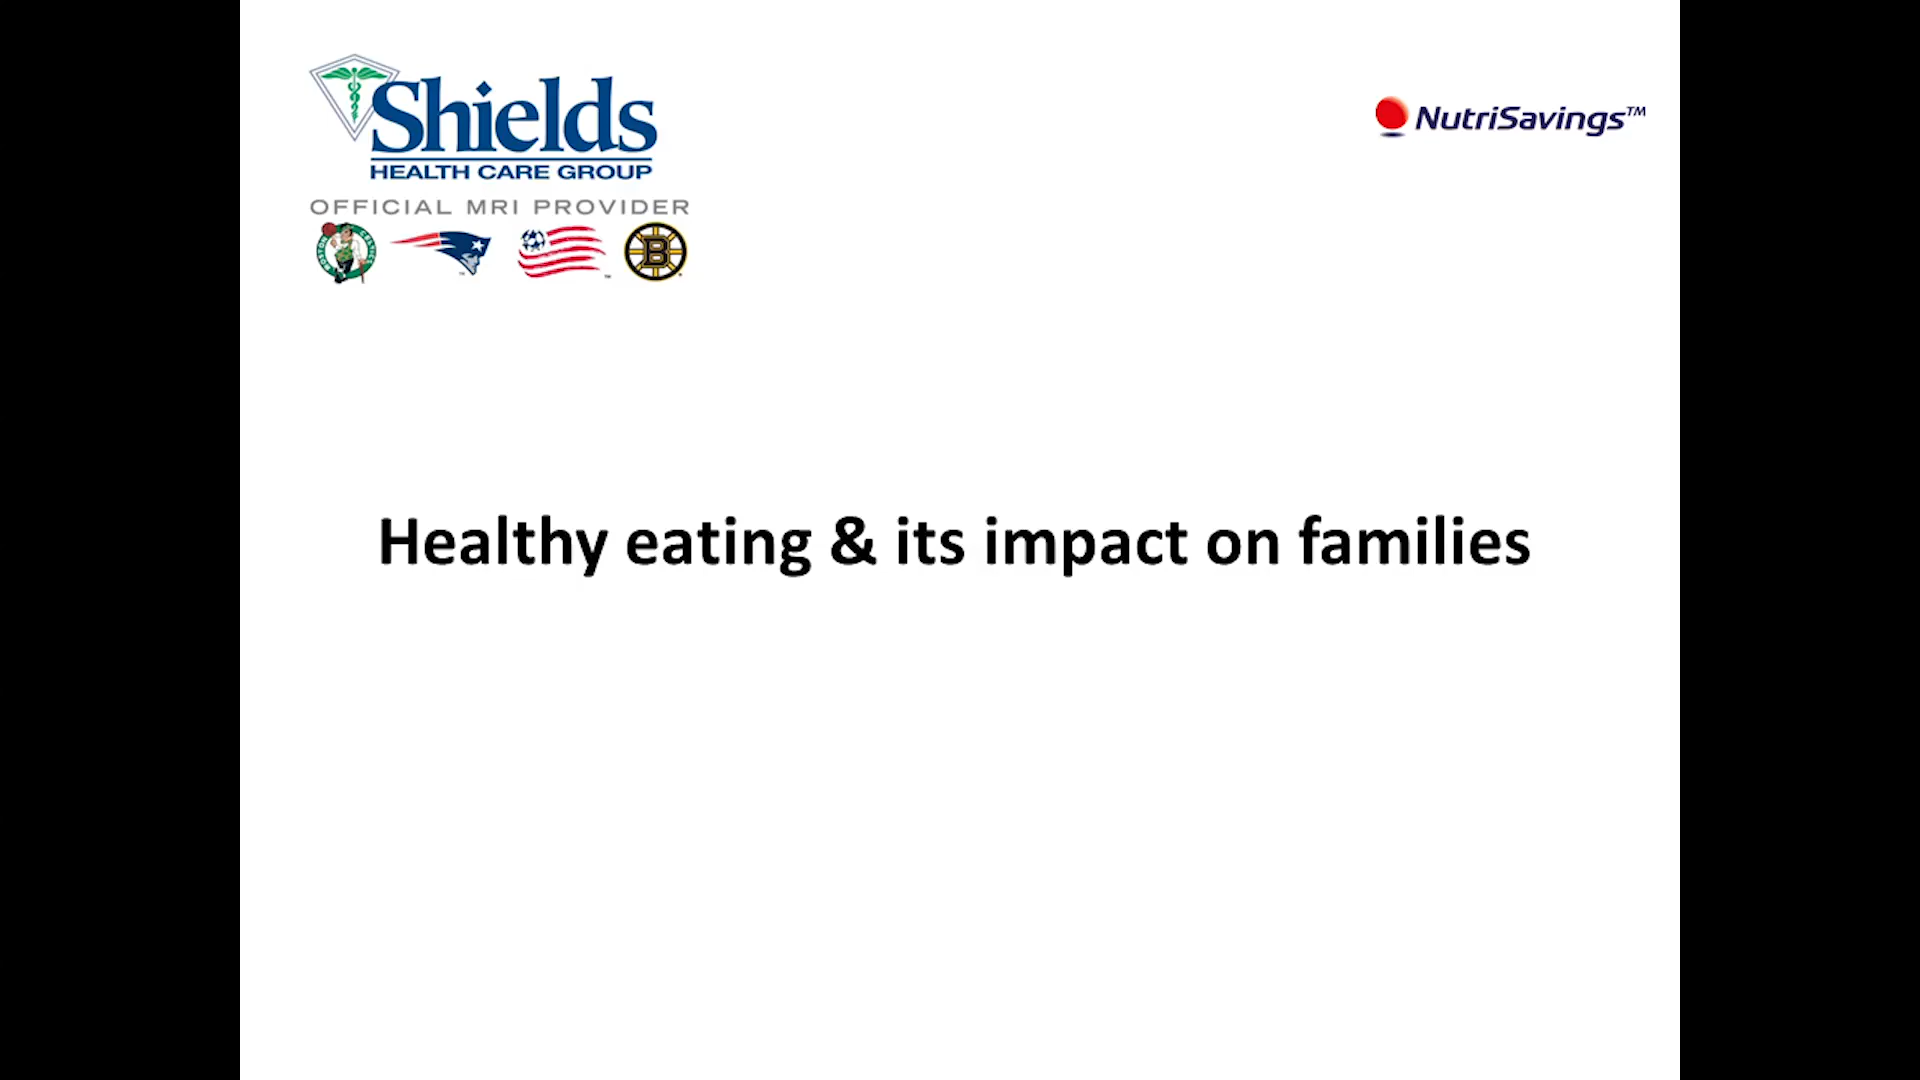 Shields
HEALTH CARE GROUP
OFFICIAL MRI PROVIDER
B
NutriSavings™
Healthy eating & its impact on families